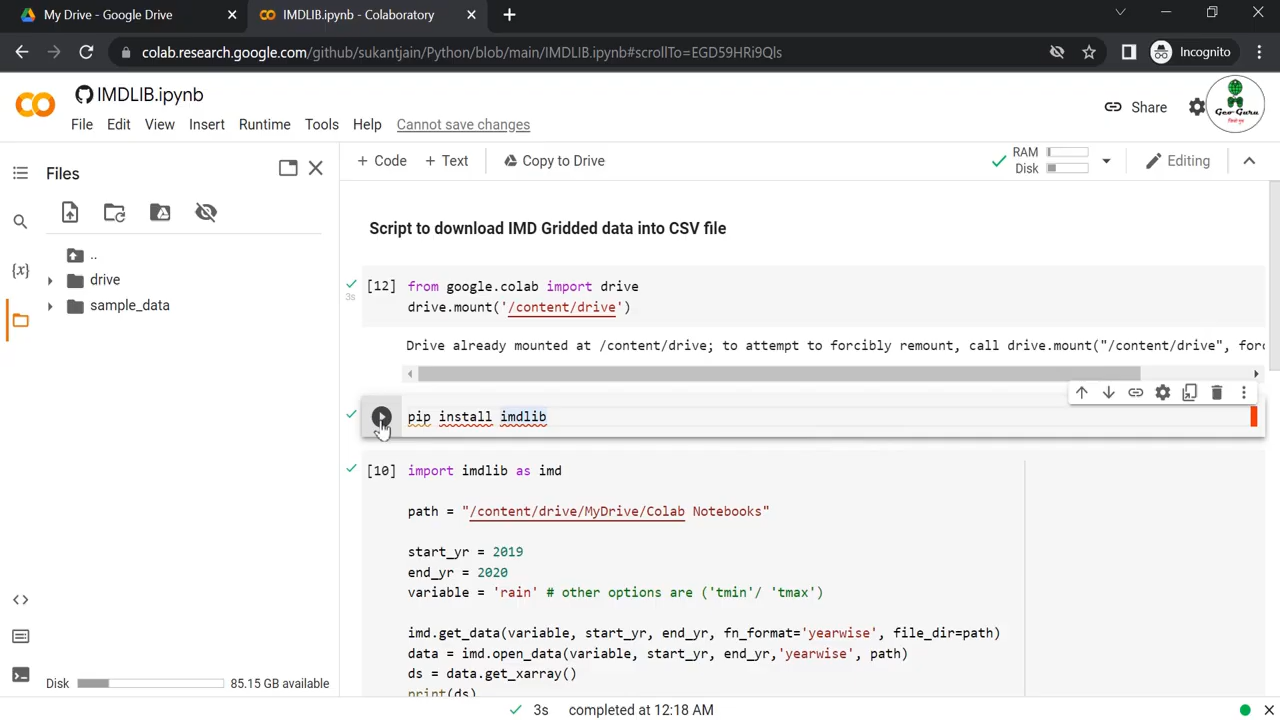 My Drive - Google Drive
IMDLIB.ipynb - Colaboratory
colab.research.google.com/github/sukantjain/Python/blob/main/IMDLIB.ipynb#scrollTo=EGD59HRi9Qls
Incognito
IMDLIB.ipynb
Share
Geo Guru
File Edit View Insert Runtime Tools Help Cannot save changes
+ Code + Text Copy to Drive
RAM
Disk
Editing
Files
..
drive
sample_data
Script to download IMD Gridded data into CSV file
[12] from google.colab import drive
3s
drive.mount('/content/drive')
Drive already mounted at /content/drive; to attempt to forcibly remount, call drive.mount("/content/drive", forc
pip install imdlib
[10] import imdlib as imd
path = "/content/drive/MyDrive/Colab Notebooks"
start_yr = 2019
end_yr = 2020
variable = 'rain' # other options are ('tmin'/ 'tmax')
imd.get_data(variable, start_yr, end_yr, fn_format='yearwise', file_dir=path)
data = imd.open_data(variable, start_yr, end_yr,'yearwise', path)
ds = data.get_xarray()
print(ds)
Disk 85.15 GB available
3s completed at 12:18 AM